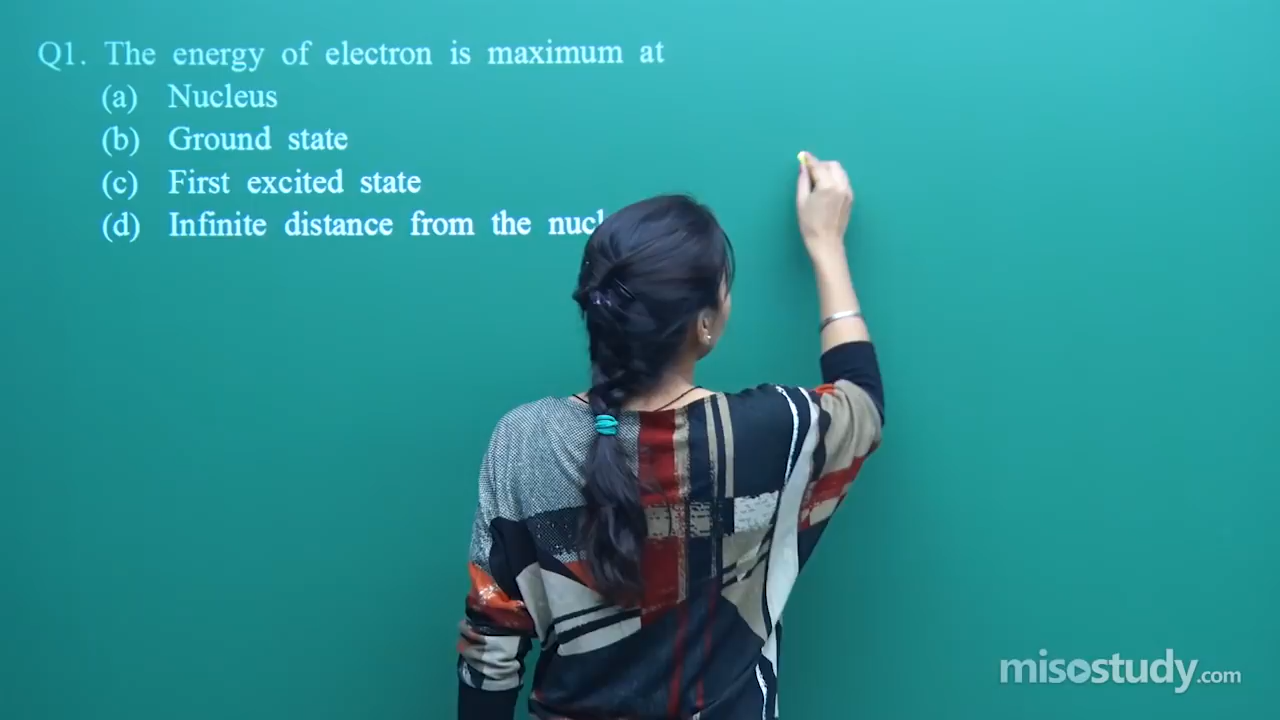 Q1. The energy of electron is maximum at
(a) Nucleus
(b) Ground state
(c) First excited state
(d) Infinite distance from the
misostudy.com